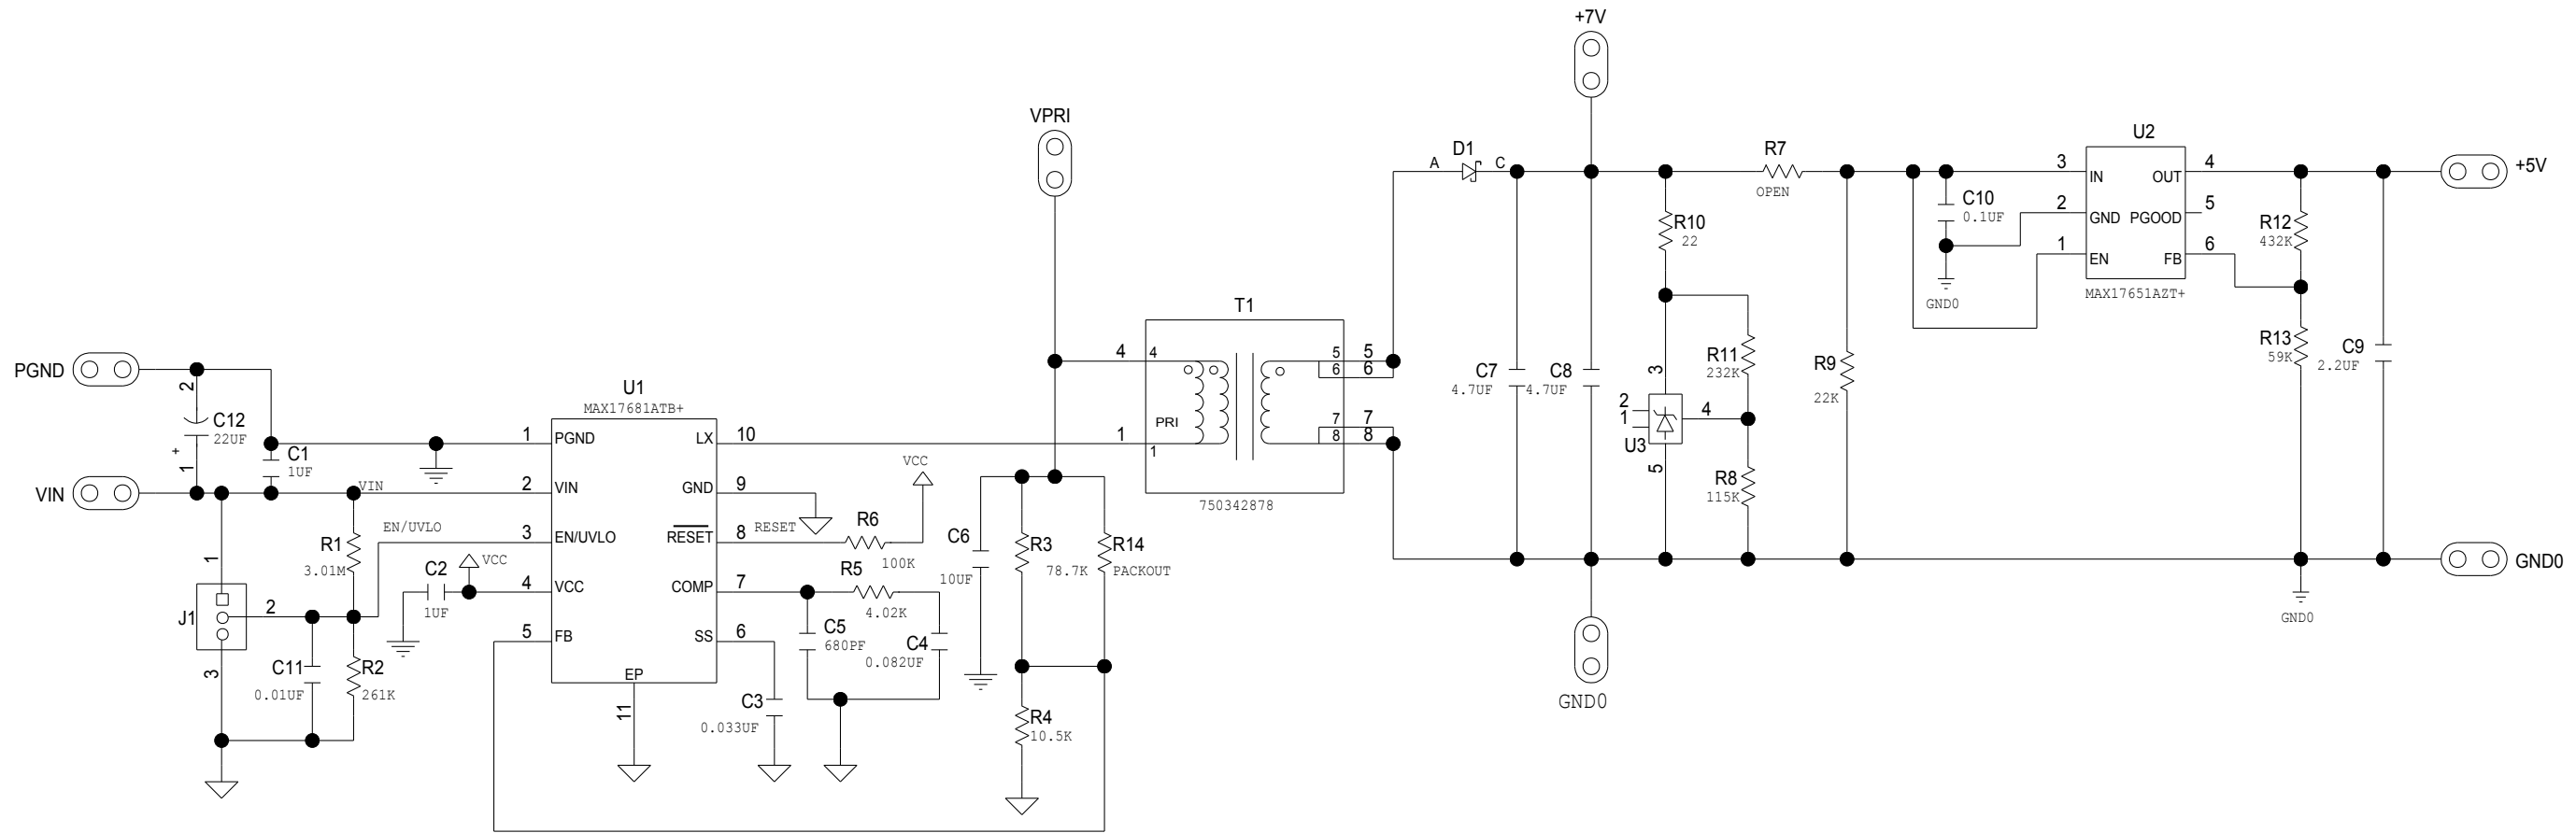 +7V
VPRI
D1
A
C
R7
OPEN
U2
3
IN
OUT
4
+5V
C10
0.1UF
2
GND
PGOOD
5
1
EN
FB
6
MAX17651AZT+
GND0
R12
432K
R13
59K
C9
2.2UF
R10
22
R11
232K
R9
22K
C7
4.7UF
C8
4.7UF
3
2
1
4
U3
5
R8
115K
T1
4
4
PRI
1
1
5
5
6
6
7
7
8
8
750342878
PGND
2
C12
22UF
+
1
C1
1UF
VIN
VIN
U1
MAX17681ATB+
1
PGND
LX
10
2
VIN
GND
9
3
EN/UVLO
RESET
8
4
VCC
COMP
7
5
FB
SS
6
EP
11
EN/UVLO
R1
3.01M
1
J1
2
3
C2
1UF
VCC
C11
0.01UF
R2
261K
VCC
RESET
R6
100K
R5
4.02K
C5
680PF
C4
0.082UF
C3
0.033UF
C6
10UF
R3
78.7K
R14
PACKOUT
R4
10.5K
GND0
GND0
GND0